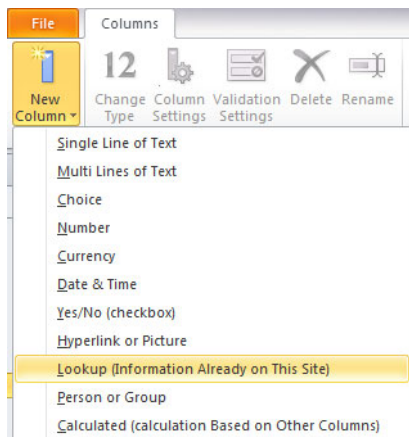 File Columns
12
New Change Column Validation Delete Rename
Column Type Settings Settings
Single Line of Text
Multi Lines of Text
Choice
Number
Currency
Date & Time
Yes/No (checkbox)
Hyperlink or Picture
Lookup (Information Already on This Site)
Person or Group
Calculated (calculation Based on Other Columns)